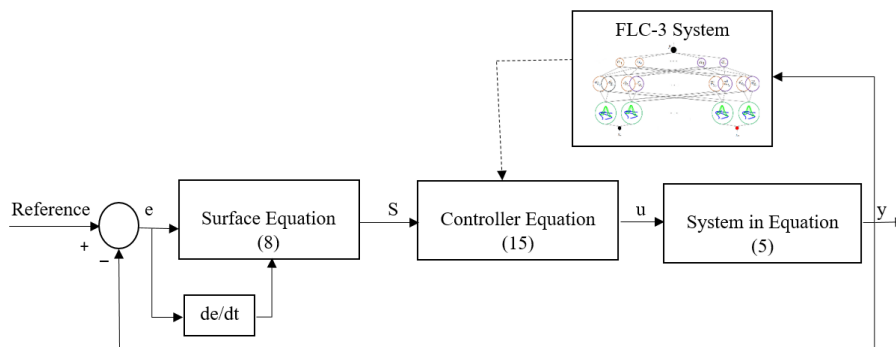 FLC-3 System
Reference
e
Surface Equation
(8)
S
Controller Equation
(15)
u
System in Equation
(5)
y
+
−
de/dt